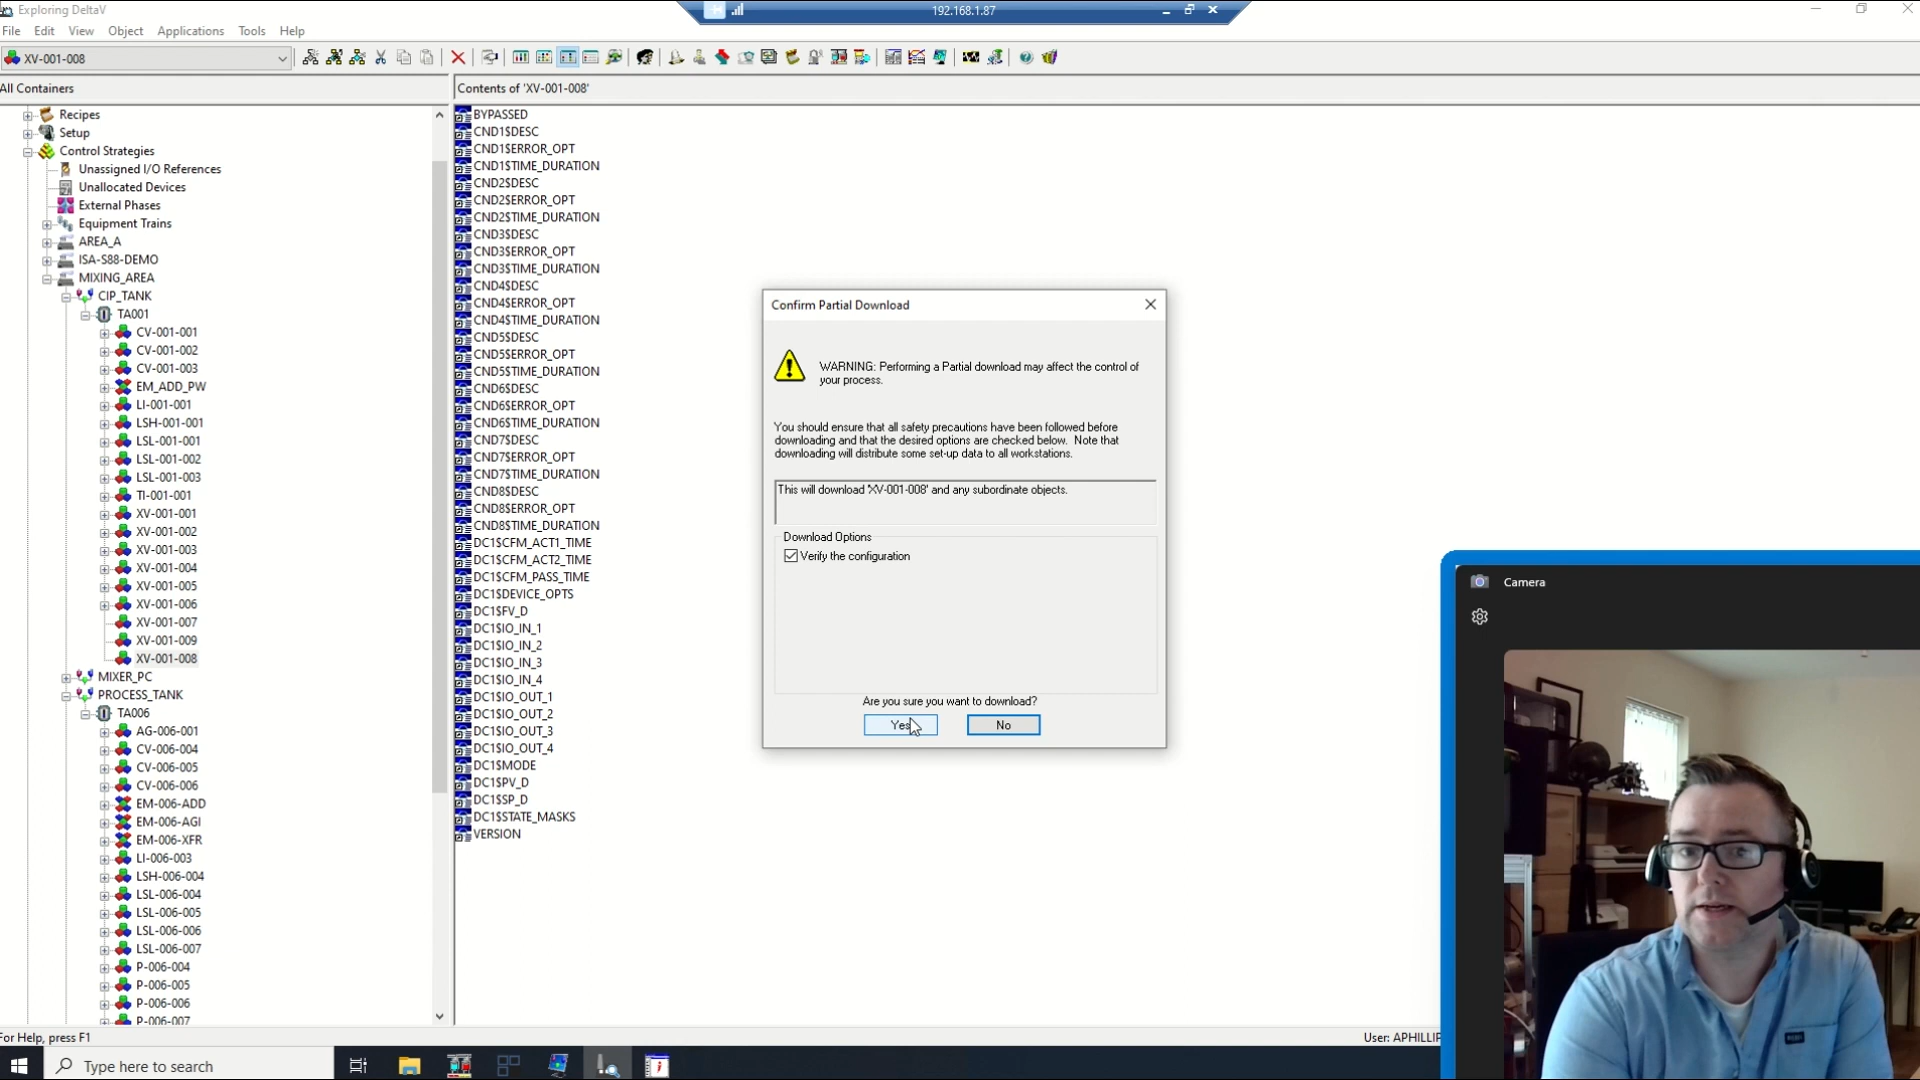 Exploring DeltaV
192.168.1.87
File Edit View Object Applications Tools Help
XV-001-008
All Containers
Contents of 'XV-001-008'
Recipes
Setup
Control Strategies
Unassigned I/O References
Unallocated Devices
External Phases
Equipment Trains
AREA_A
ISA-S88-DEMO
MIXING_AREA
CIP_TANK
TA001
CV-001-001
CV-001-002
CV-001-003
EM_ADD_PW
LI-001-001
LSH-001-001
LSL-001-001
LSL-001-002
LSL-001-003
TI-001-001
XV-001-001
XV-001-002
XV-001-003
XV-001-004
XV-001-005
XV-001-006
XV-001-007
XV-001-009
XV-001-008
MIXER_PC
PROCESS_TANK
TA006
AG-006-001
CV-006-004
CV-006-005
CV-006-006
EM-006-ADD
EM-006-AGI
EM-006-XFR
LI-006-003
LSH-006-004
LSL-006-004
LSL-006-005
LSL-006-006
LSL-006-007
P-006-004
P-006-005
P-006-006
P-006-007
BYPASSED
CND1$DESC
CND1$ERROR_OPT
CND1$TIME_DURATION
CND2$DESC
CND2$ERROR_OPT
CND2$TIME_DURATION
CND3$DESC
CND3$ERROR_OPT
CND3$TIME_DURATION
CND4$DESC
CND4$ERROR_OPT
CND4$TIME_DURATION
CND5$DESC
CND5$ERROR_OPT
CND5$TIME_DURATION
CND6$DESC
CND6$ERROR_OPT
CND6$TIME_DURATION
CND7$DESC
CND7$ERROR_OPT
CND7$TIME_DURATION
CND8$DESC
CND8$ERROR_OPT
CND8$TIME_DURATION
DC1$CFM_ACT1_TIME
DC1$CFM_ACT2_TIME
DC1$CFM_PASS_TIME
DC1$DEVICE_OPTS
DC1$FV_D
DC1$IO_IN_1
DC1$IO_IN_2
DC1$IO_IN_3
DC1$IO_IN_4
DC1$IO_OUT_1
DC1$IO_OUT_2
DC1$IO_OUT_3
DC1$IO_OUT_4
DC1$MODE
DC1$PV_D
DC1$SP_D
DC1$STATE_MASKS
VERSION
Confirm Partial Download
WARNING: Performing a Partial download may affect the control of
your process.
You should ensure that all safety precautions have been followed before
downloading and that the desired options are checked below. Note that
downloading will distribute some set-up data to all workstations.
This will download 'XV-001-008' and any subordinate objects.
Download Options
Verify the configuration
Are you sure you want to download?
Yes No
Camera
For Help, press F1
User: APHILLIP
Type here to search